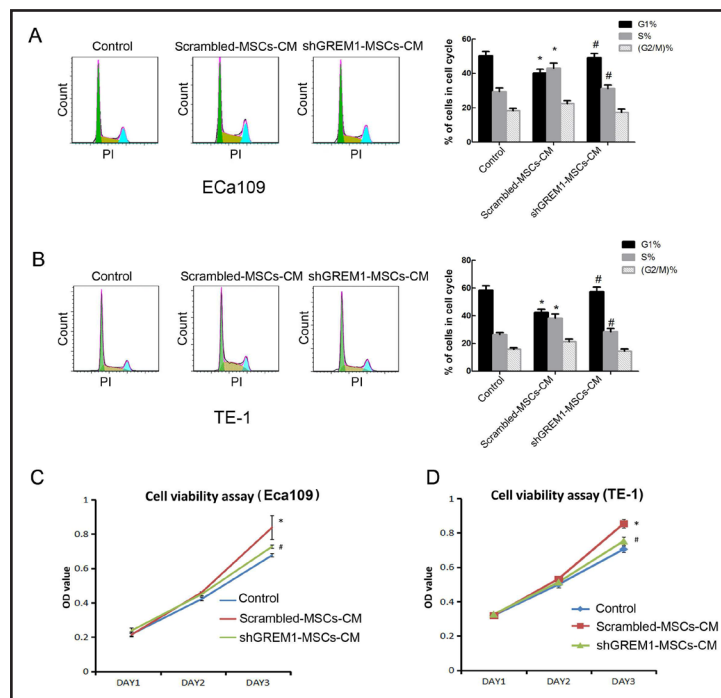 A
Control
Scrambled-MSCs-CM
shGREM1-MSCs-CM
Count
Count
Count
PI
PI
PI
ECa109
G1%
S%
(G2/M)%
% of cells in cell cycle
80
60
40
20
0
* *
# #
Control
Scrambled-MSCs-CM
shGREM1-MSCs-CM
B
Control
Scrambled-MSCs-CM
shGREM1-MSCs-CM
Count
Count
Count
PI
PI
PI
TE-1
G1%
S%
(G2/M)%
% of cells in cell cycle
80
60
40
20
0
* *
# #
Control
Scrambled-MSCs-CM
shGREM1-MSCs-CM
C
Cell viability assay (Eca109)
OD value
1
0.8
0.6
0.4
0.2
0
*
#
Control
Scrambled-MSCs-CM
shGREM1-MSCs-CM
DAY1 DAY2 DAY3
D
Cell viability assay (TE-1)
OD value
1
0.8
0.6
0.4
0.2
0
*
#
Control
Scrambled-MSCs-CM
shGREM1-MSCs-CM
DAY1 DAY2 DAY3